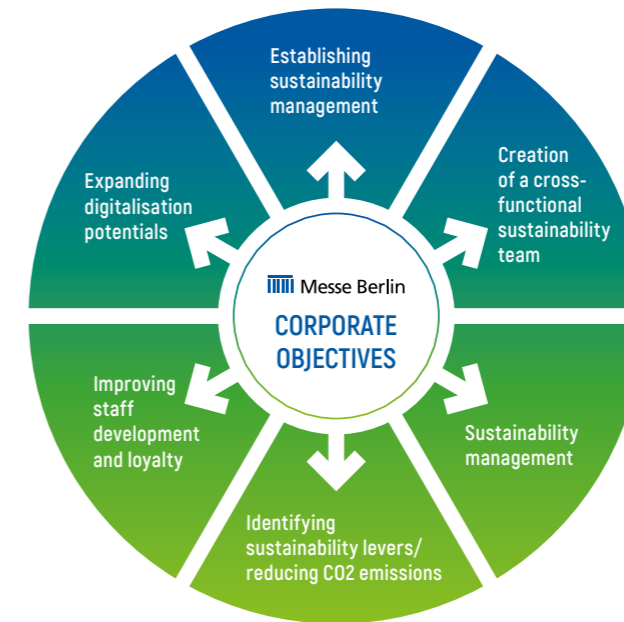 Establishing
sustainability
management
Creation
of a cross-
functional
sustainability
team
Sustainability
management
Identifying
sustainability levers/
reducing CO2 emissions
Improving
staff
development
and loyalty
Expanding
digitalisation
potentials
Messe Berlin
CORPORATE
OBJECTIVES